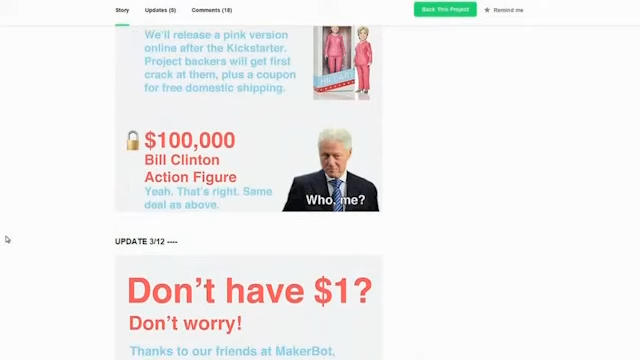 Story Updates (5) Comments (18) Back This Project Remind me
We'll release a pink version
online after the Kickstarter.
Project backers will get first
crack at them, plus a coupon
for free domestic shipping.
$100,000
Bill Clinton
Action Figure
Yeah. That's right. Same
deal as above.
Who, me?
UPDATE 3/12 ----
Don't have $1?
Don't worry!
Thanks to our friends at MakerBot,